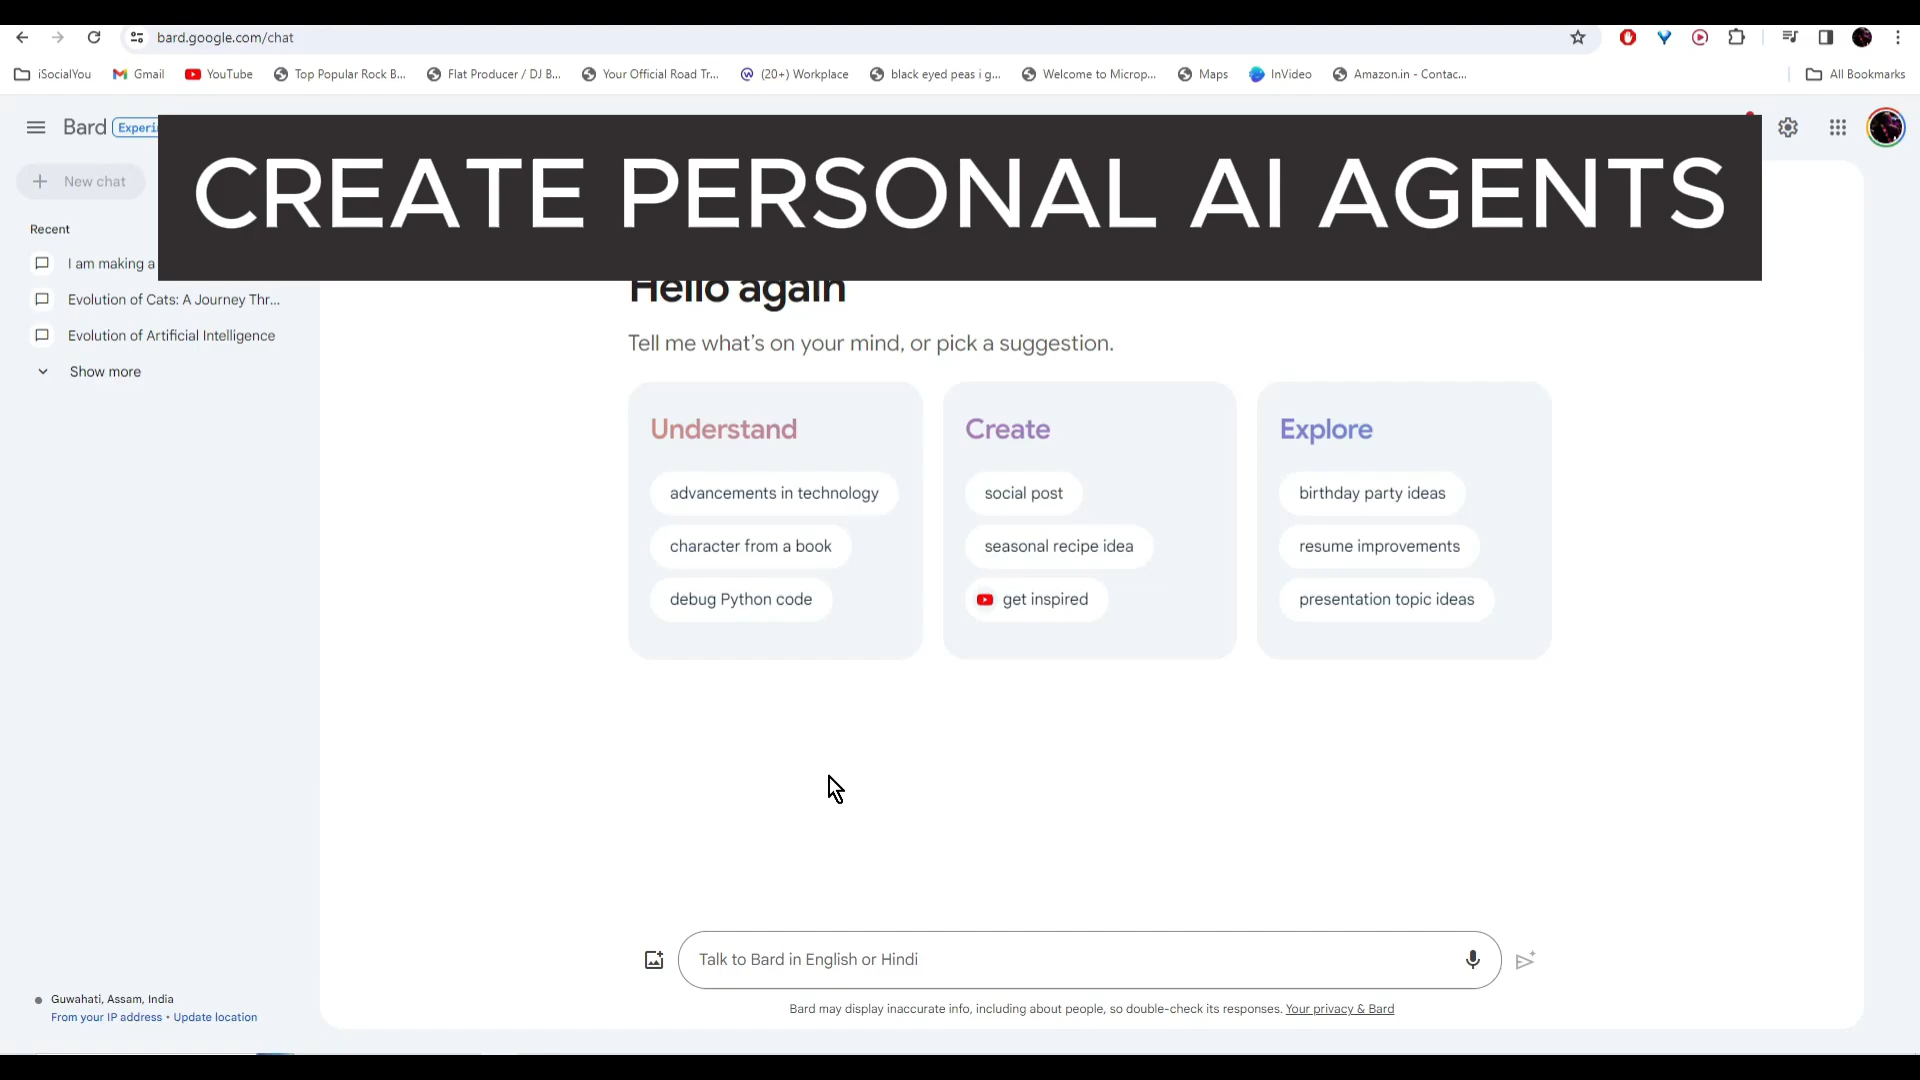 bard.google.com/chat
iSocialYou
Gmail
YouTube
Top Popular Rock B...
Flat Producer / DJ B...
Your Official Road Tr...
(20+) Workplace
black eyed peas i g...
Welcome to Microp...
Maps
InVideo
Amazon.in - Contac...
All Bookmarks
Bard
CREATE PERSONAL AI AGENTS
New chat
Recent
I am making a
Evolution of Cats: A Journey Thr...
Evolution of Artificial Intelligence
Show more
Hello again
Tell me what's on your mind, or pick a suggestion.
Understand
advancements in technology
character from a book
debug Python code
Create
social post
seasonal recipe idea
get inspired
Explore
birthday party ideas
resume improvements
presentation topic ideas
Talk to Bard in English or Hindi
Bard may display inaccurate info, including about people, so double-check its responses. Your privacy & Bard
Guwahati, Assam, India
From your IP address • Update location